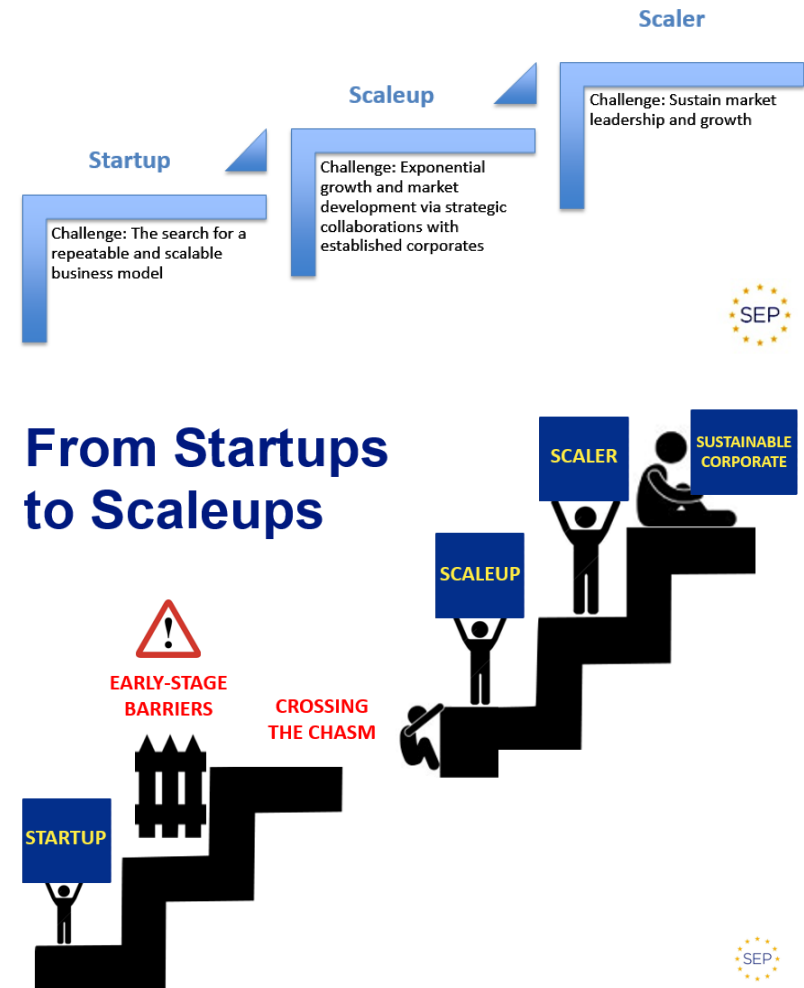 Scaler
Challenge: Sustain market
leadership and growth
Scaleup
Challenge: Exponential
growth and market
development via strategic
collaborations with
established corporates
Startup
Challenge: The search for a
repeatable and scalable
business model
SEP
From Startups
to Scaleups
SCALER
SUSTAINABLE
CORPORATE
SCALEUP
!
EARLY-STAGE
BARRIERS
CROSSING
THE CHASM
STARTUP
SEP